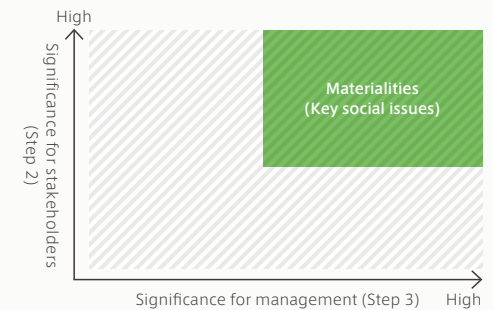 High
Significance for stakeholders
(Step 2)
Materialities
(Key social issues)
Significance for management (Step 3)
High